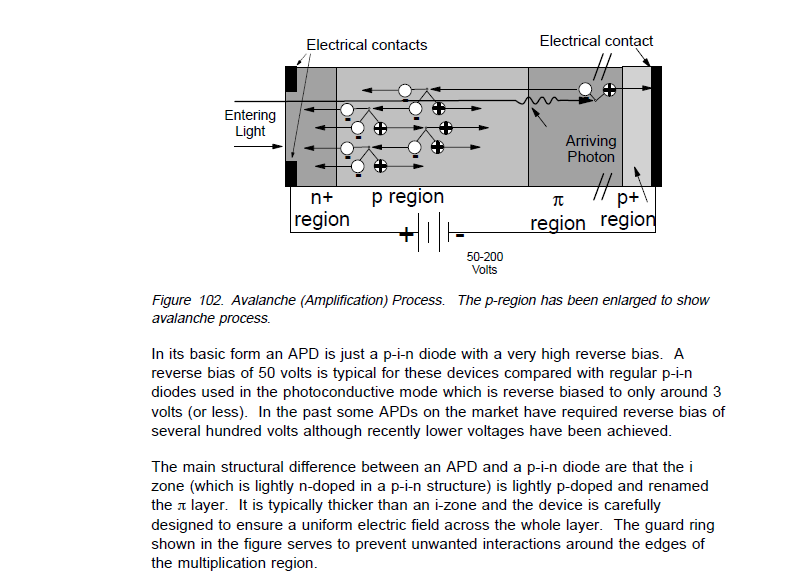 Electrical contacts
Electrical contact
Entering
Light
Arriving
Photon
n+
region
p region
π
region
p+
region
+
-
50-200
Volts
Figure 102. Avalanche (Amplification) Process. The p-region has been enlarged to show
avalanche process.
In its basic form an APD is just a p-i-n diode with a very high reverse bias. A
reverse bias of 50 volts is typical for these devices compared with regular p-i-n
diodes used in the photoconductive mode which is reverse biased to only around 3
volts (or less). In the past some APDs on the market have required reverse bias of
several hundred volts although recently lower voltages have been achieved.
The main structural difference between an APD and a p-i-n diode are that the i
zone (which is lightly n-doped in a p-i-n structure) is lightly p-doped and renamed
the π layer. It is typically thicker than an i-zone and the device is carefully
designed to ensure a uniform electric field across the whole layer. The guard ring
shown in the figure serves to prevent unwanted interactions around the edges of
the multiplication region.